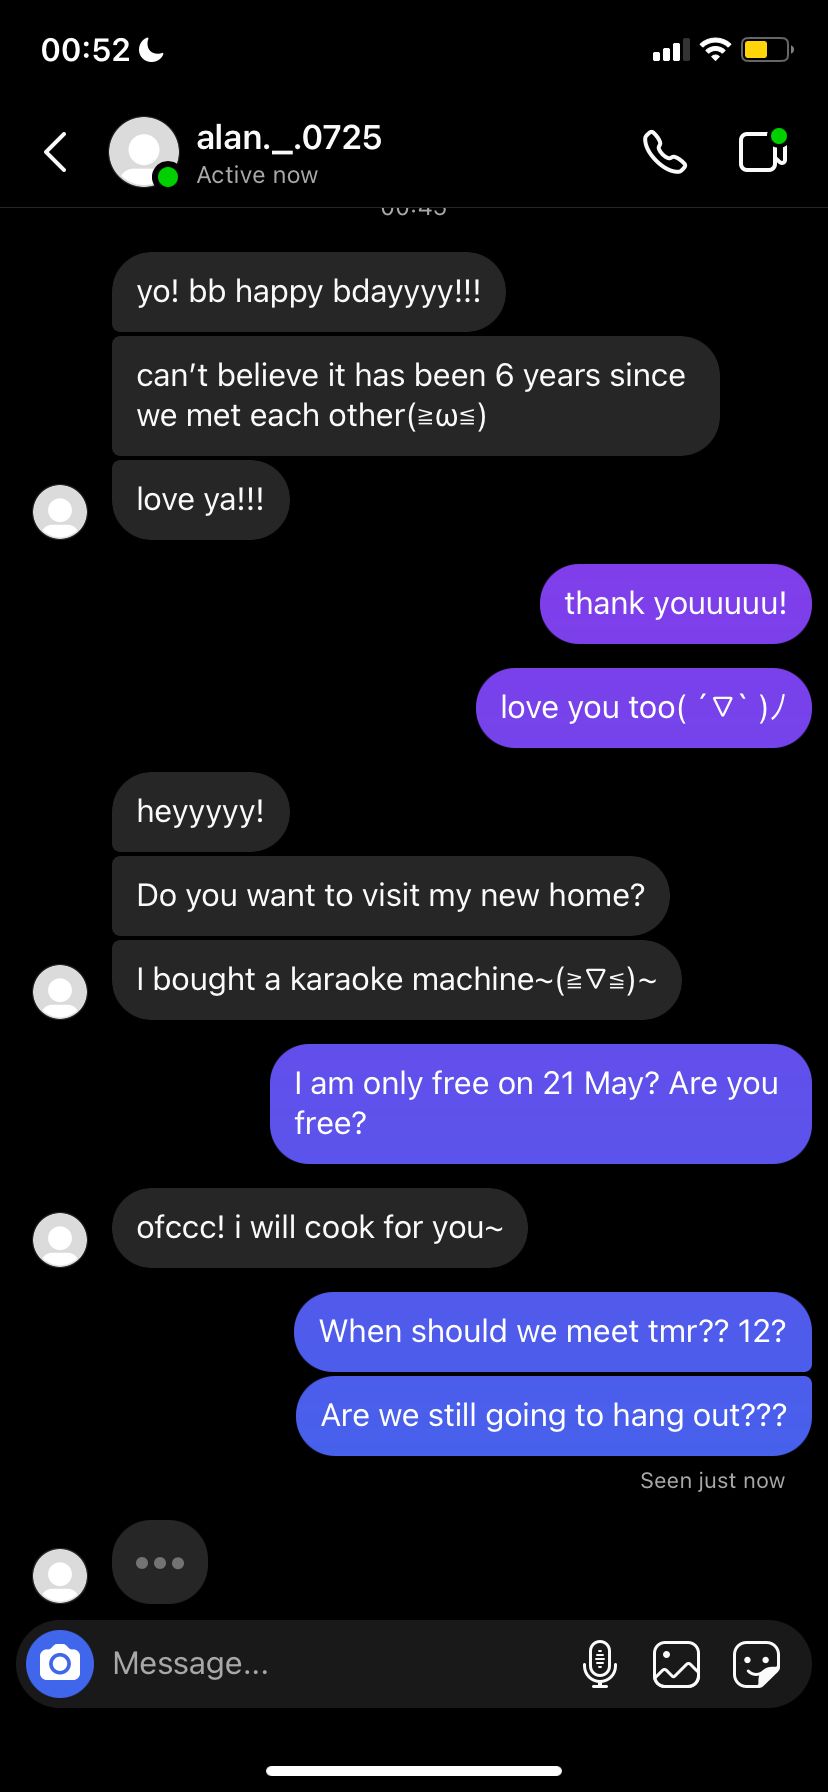 00:52
alan._.0725
Active now
00:45
yo! bb happy bdayyyy!!!
can’t believe it has been 6 years since
we met each other(≧ω≦)
love ya!!!
thank youuuuu!
love you too( ´∇` )ﾉ
heyyyyy!
Do you want to visit my new home?
I bought a karaoke machine~(≧∇≦)~
I am only free on 21 May? Are you
free?
ofccc! i will cook for you~
When should we meet tmr?? 12?
Are we still going to hang out???
Seen just now
Message...